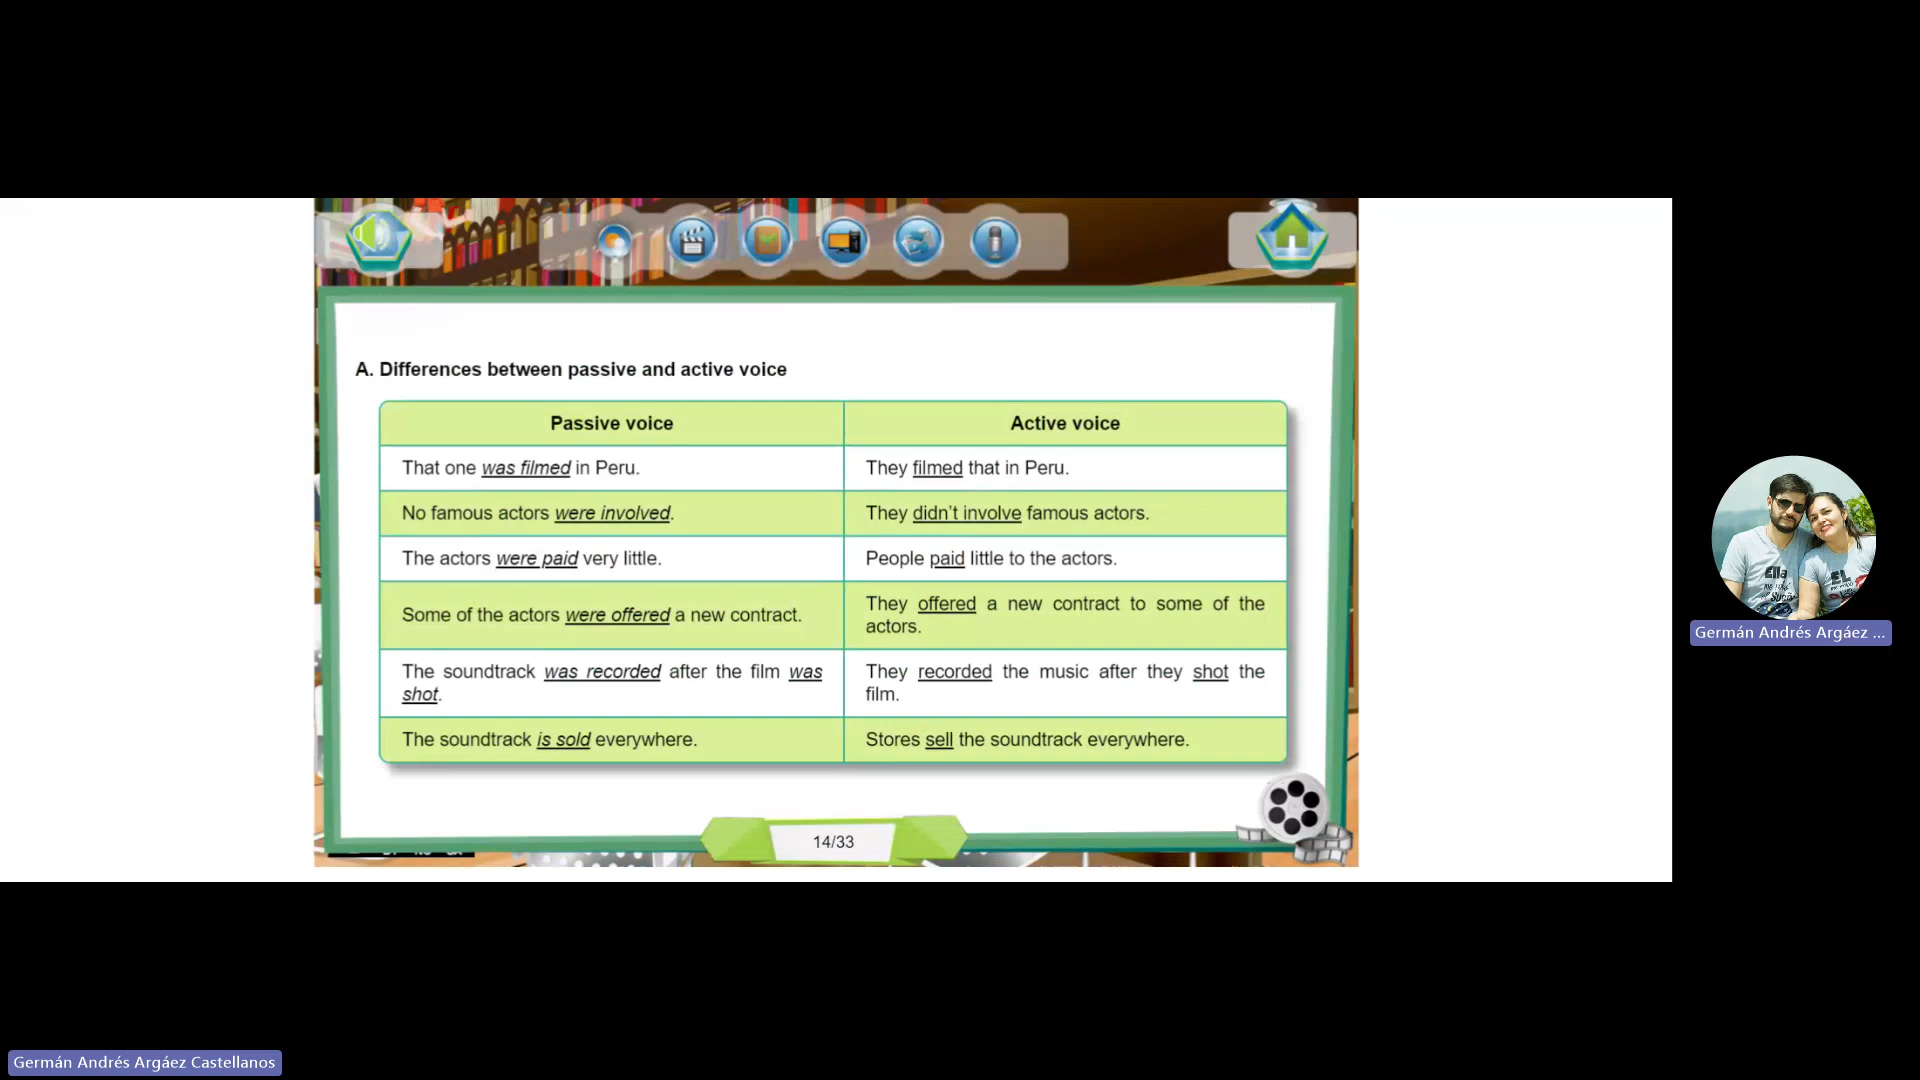 A. Differences between passive and active voice
Passive voice
Active voice
That one was filmed in Peru.
They filmed that in Peru.
No famous actors were involved.
They didn't involve famous actors.
The actors were paid very little.
People paid little to the actors.
Some of the actors were offered a new contract.
They offered a new contract to some of the
actors.
The soundtrack was recorded after the film was
shot.
They recorded the music after they shot the
film.
The soundtrack is sold everywhere.
Stores sell the soundtrack everywhere.
14/33
Ella
EL
Germán Andrés Argáez ...
Germán Andrés Argáez Castellanos